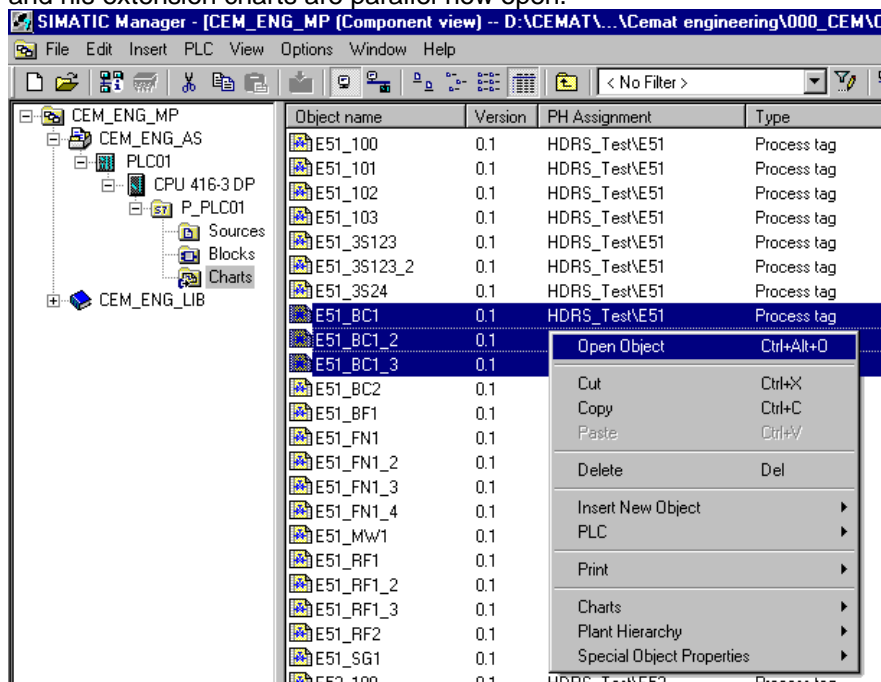 and his extension charts are parallel now open.
SIMATIC Manager - [CEM_ENG_MP (Component view) -- D:\CEMAT\...\Cemat engineering\000_CEM\
File Edit Insert PLC View Options Window Help
< No Filter >
CEM_ENG_MP
CEM_ENG_AS
PLC01
CPU 416-3 DP
P_PLC01
Sources
Blocks
Charts
CEM_ENG_LIB
Object name Version PH Assignment Type
E51_100 0.1 HDRS_Test\E51 Process tag
E51_101 0.1 HDRS_Test\E51 Process tag
E51_102 0.1 HDRS_Test\E51 Process tag
E51_103 0.1 HDRS_Test\E51 Process tag
E51_3S123 0.1 HDRS_Test\E51 Process tag
E51_3S123_2 0.1 HDRS_Test\E51 Process tag
E51_3S24 0.1 HDRS_Test\E51 Process tag
E51_BC1 0.1 HDRS_Test\E51 Process tag
E51_BC1_2 0.1
E51_BC1_3 0.1
E51_BC2 0.1
E51_BF1 0.1
E51_FN1 0.1
E51_FN1_2 0.1
E51_FN1_3 0.1
E51_FN1_4 0.1
E51_MW1 0.1
E51_RF1 0.1
E51_RF1_2 0.1
E51_RF1_3 0.1
E51_RF2 0.1
E51_SG1 0.1
Open Object Ctrl+Alt+O
Cut Ctrl+X
Copy Ctrl+C
Paste Ctrl+V
Delete Del
Insert New Object
PLC
Print
Charts
Plant Hierarchy
Special Object Properties